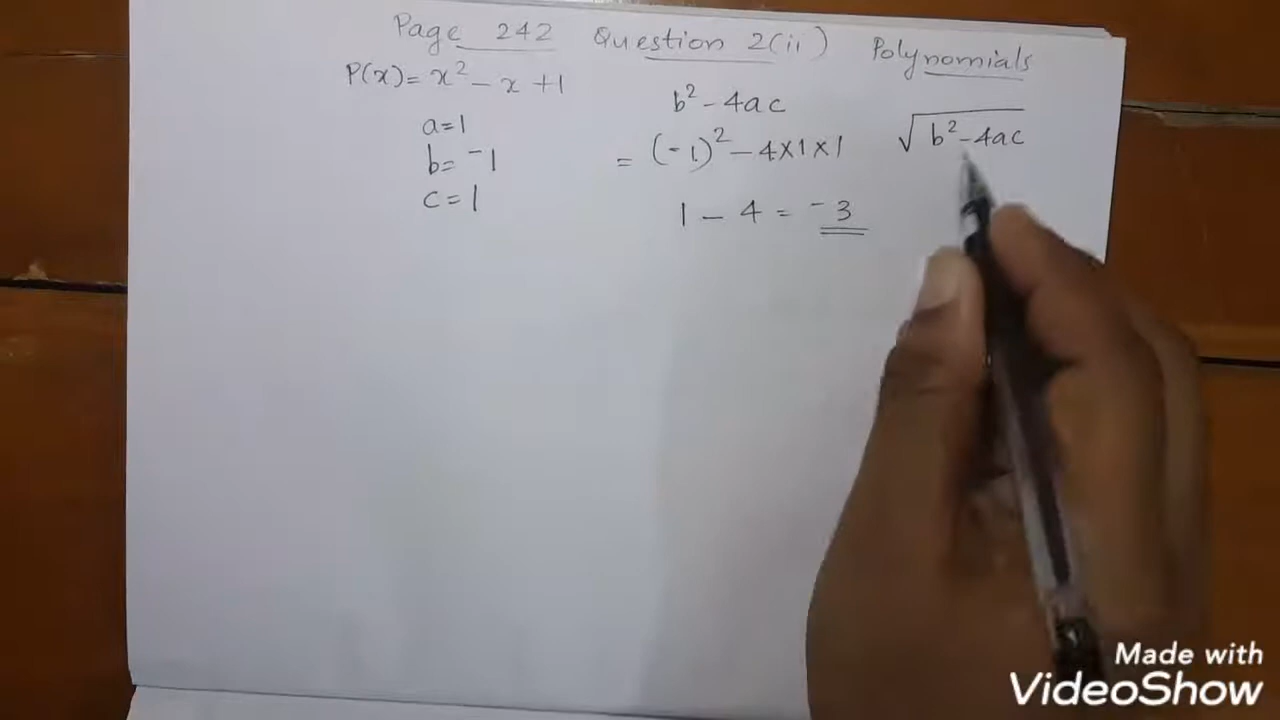 Page 242 Question 2(ii) Polynomials
P(x) = x² - x + 1
a = 1
b = ⁻1
c = 1
b² - 4ac
= (-1)² - 4×1×1
1 - 4 = ⁻3
√b² - 4ac
Made with
VideoShow